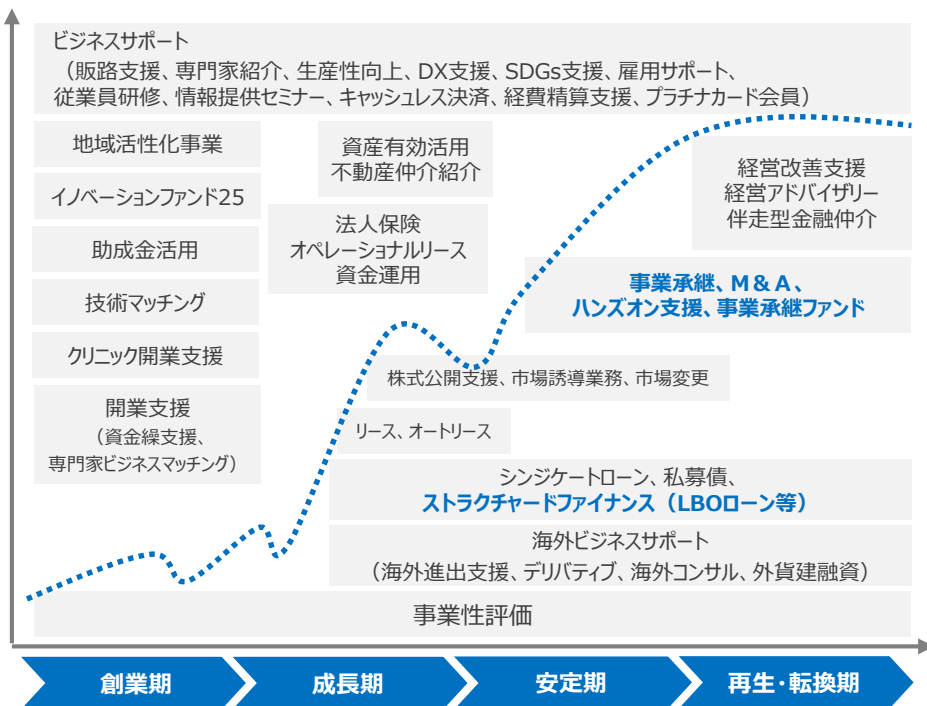 ビジネスサポート
（販路支援、専門家紹介、生産性向上、DX支援、SDGs支援、雇用サポート、
従業員研修、情報提供セミナー、キャッシュレス決済、経費精算支援、プラチナカード会員）
地域活性化事業
イノベーションファンド25
助成金活用
技術マッチング
クリニック開業支援
開業支援
（資金繰支援、
専門家ビジネスマッチング）
資産有効活用
不動産仲介紹介
法人保険
オペレーショナルリース
資金運用
経営改善支援
経営アドバイザリー
伴走型金融仲介
事業承継、M＆A、
ハンズオン支援、事業承継ファンド
株式公開支援、市場誘導業務、市場変更
リース、オートリース
シンジケートローン、私募債、
ストラクチャードファイナンス（LBOローン等）
海外ビジネスサポート
（海外進出支援、デリバティブ、海外コンサル、外貨建融資）
事業性評価
創業期
成長期
安定期
再生・転換期